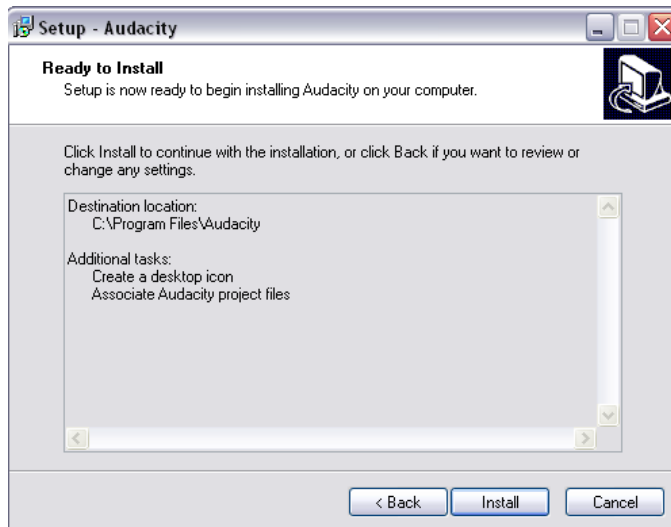 Setup - Audacity
Ready to Install
Setup is now ready to begin installing Audacity on your computer.
Click Install to continue with the installation, or click Back if you want to review or
change any settings.
Destination location:
C:\Program Files\Audacity
Additional tasks:
Create a desktop icon
Associate Audacity project files
< Back
Install
Cancel